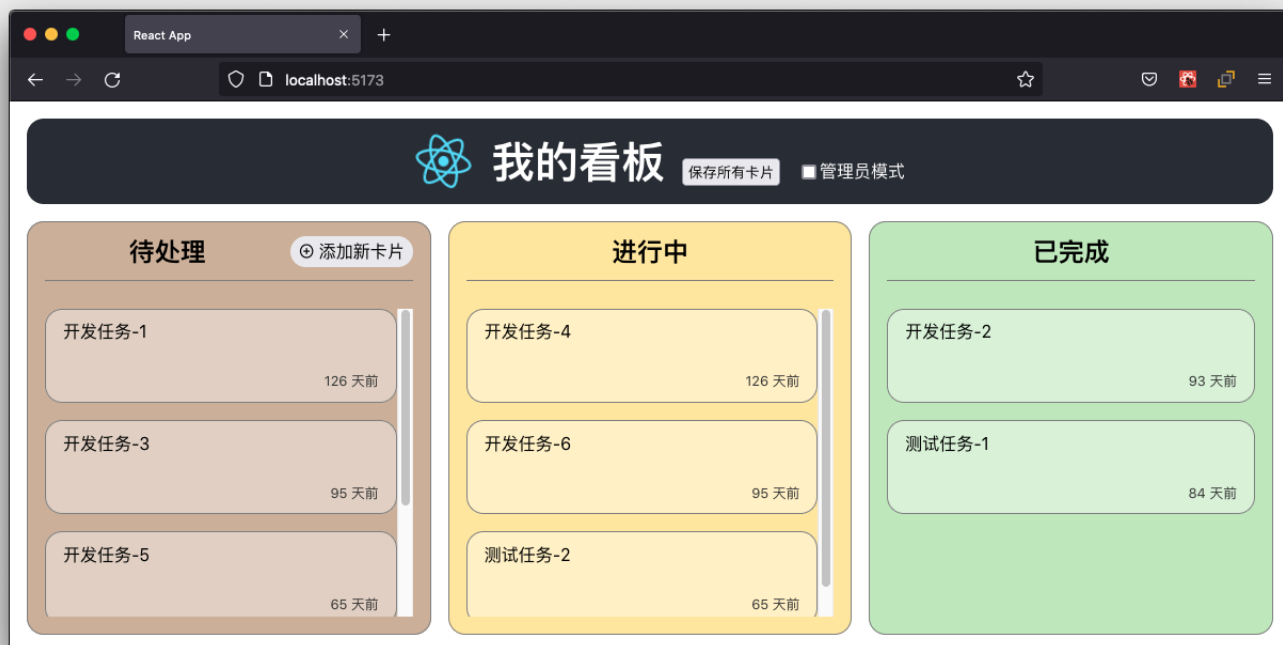 React App
localhost:5173
我的看板
保存所有卡片
管理员模式
待处理
添加新卡片
开发任务-1
126 天前
开发任务-3
95 天前
开发任务-5
65 天前
进行中
开发任务-4
126 天前
开发任务-6
95 天前
测试任务-2
65 天前
已完成
开发任务-2
93 天前
测试任务-1
84 天前